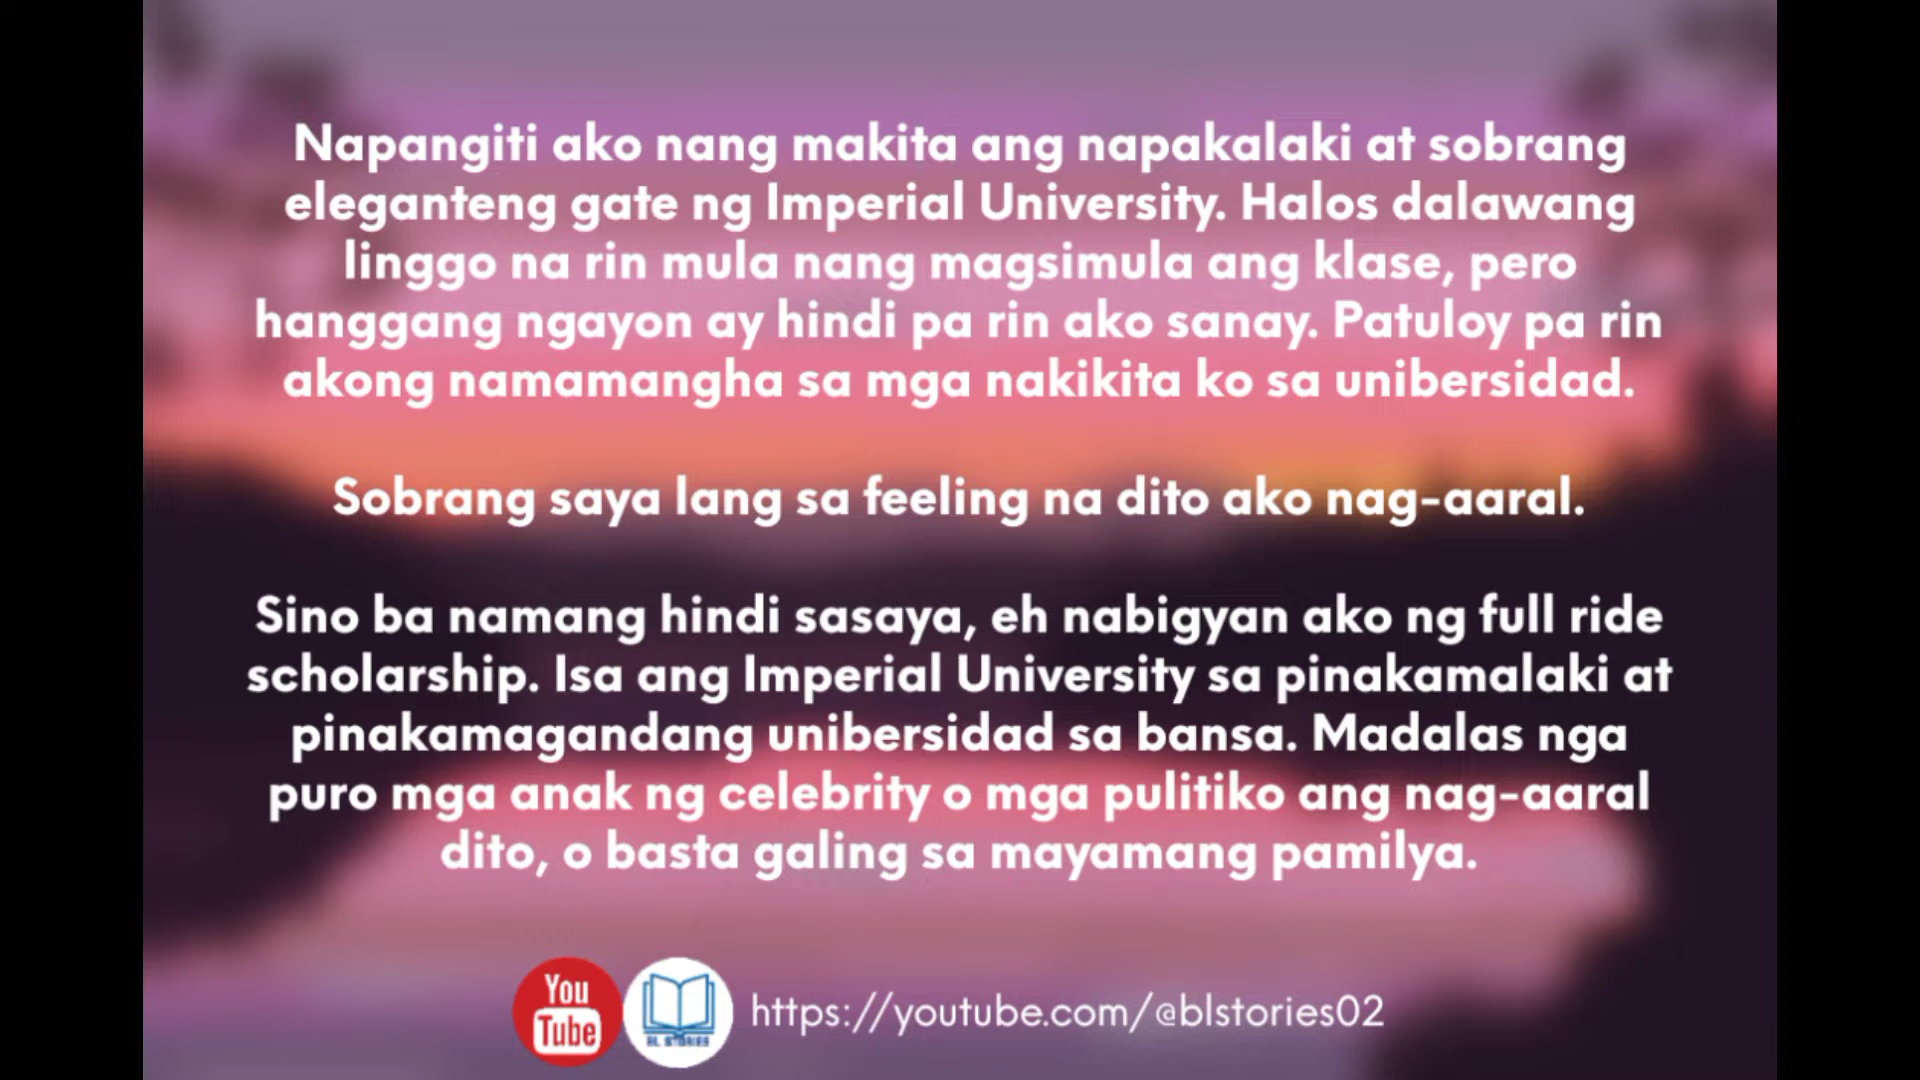 Napangiti ako nang makita ang napakalaki at sobrang
eleganteng gate ng Imperial University. Halos dalawang
linggo na rin mula nang magsimula ang klase, pero
hanggang ngayon ay hindi pa rin ako sanay. Patuloy pa rin
akong namamangha sa mga nakikita ko sa unibersidad.
Sobrang saya lang sa feeling na dito ako nag-aaral.
Sino ba namang hindi sasaya, eh nabigyan ako ng full ride
scholarship. Isa ang Imperial University sa pinakamalaki at
pinakamagandang unibersidad sa bansa. Madalas nga
puro mga anak ng celebrity o mga pulitiko ang nag-aaral
dito, o basta galing sa mayamang pamilya.
You
Tube
BL STORIES
https://youtube.com/@blstories02